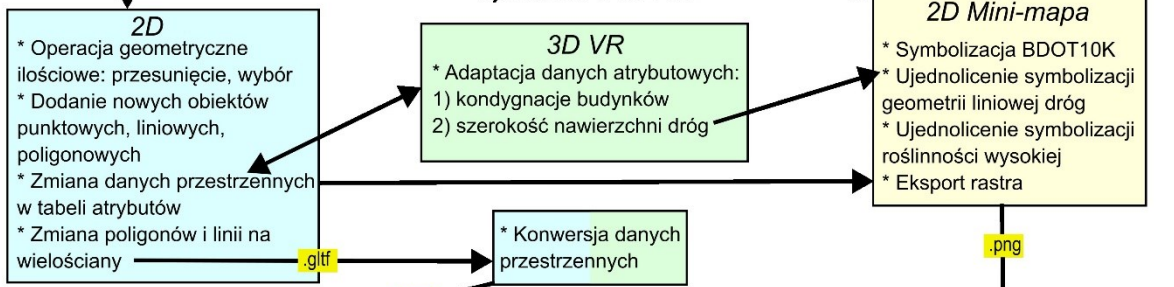 2D
* Operacja geometryczne
ilościowe: przesunięcie, wybór
* Dodanie nowych obiektów
punktowych, liniowych,
poligonowych
* Zmiana danych przestrzennych
w tabeli atrybutów
* Zmiana poligonów i linii na
wielościany
.gltf
3D VR
* Adaptacja danych atrybutowych:
1) kondygnacje budynków
2) szerokość nawierzchni dróg
* Konwersja danych
przestrzennych
2D Mini-mapa
* Symbolizacja BDOT10K
* Ujednolicenie symbolizacji
geometrii liniowej dróg
* Ujednolicenie symbolizacji
roślinności wysokiej
* Eksport rastra
.png